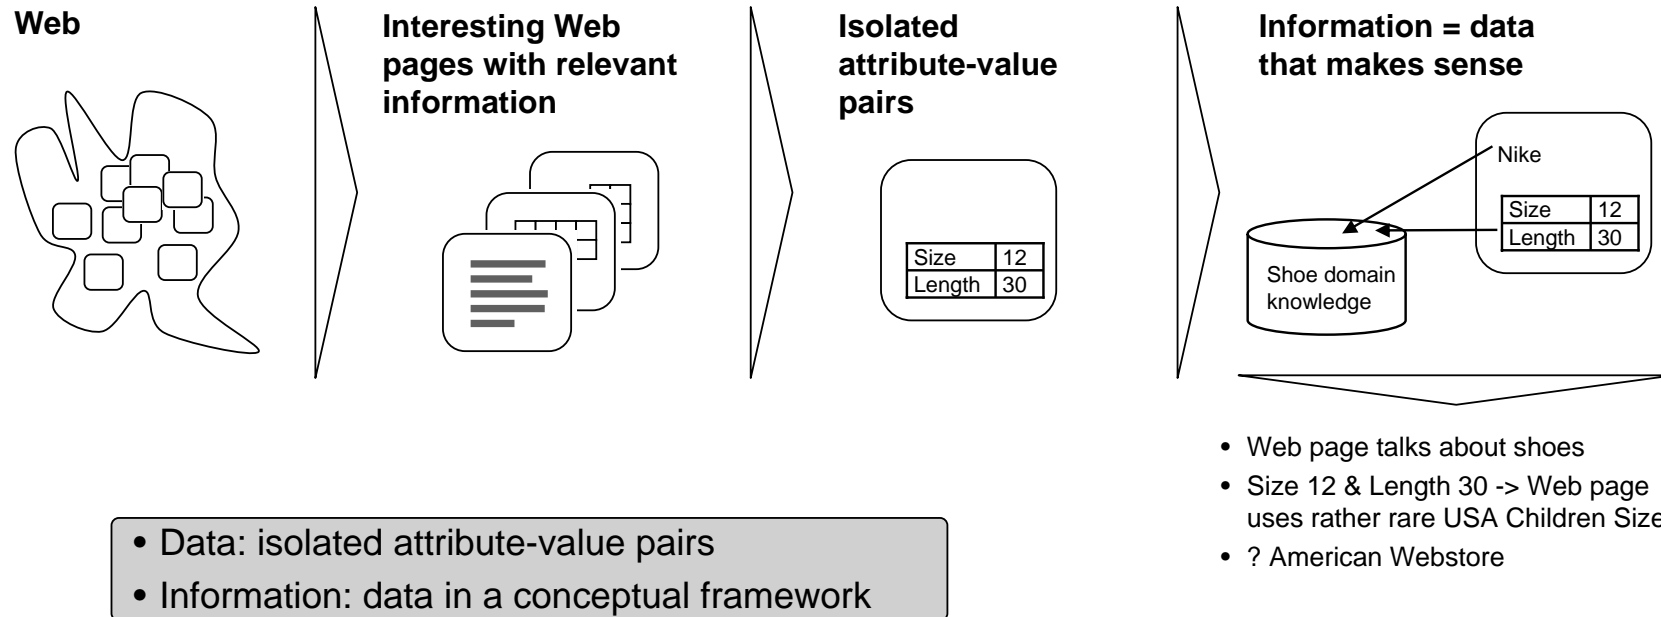 Web
Interesting Web
pages with relevant
information
Isolated
attribute-value
pairs
Size 12
Length 30
Information = data
that makes sense
Nike
Size 12
Length 30
Shoe domain
knowledge
• Web page talks about shoes
• Size 12 & Length 30 -> Web page
uses rather rare USA Children Size
• ? American Webstore
• Data: isolated attribute-value pairs
• Information: data in a conceptual framework